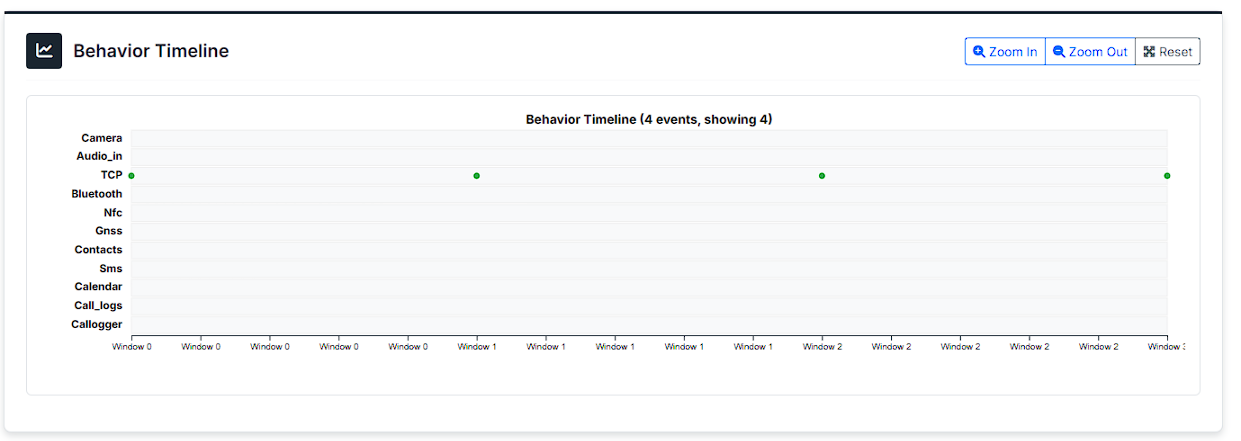 Behavior Timeline
Zoom In Zoom Out Reset
Behavior Timeline (4 events, showing 4)
Camera
Audio_in
TCP
Bluetooth
Nfc
Gnss
Contacts
Sms
Calendar
Call_logs
Callogger
Window 0 Window 0 Window 0 Window 0 Window 0 Window 1 Window 1 Window 1 Window 1 Window 1 Window 2 Window 2 Window 2 Window 2 Window 2 Window